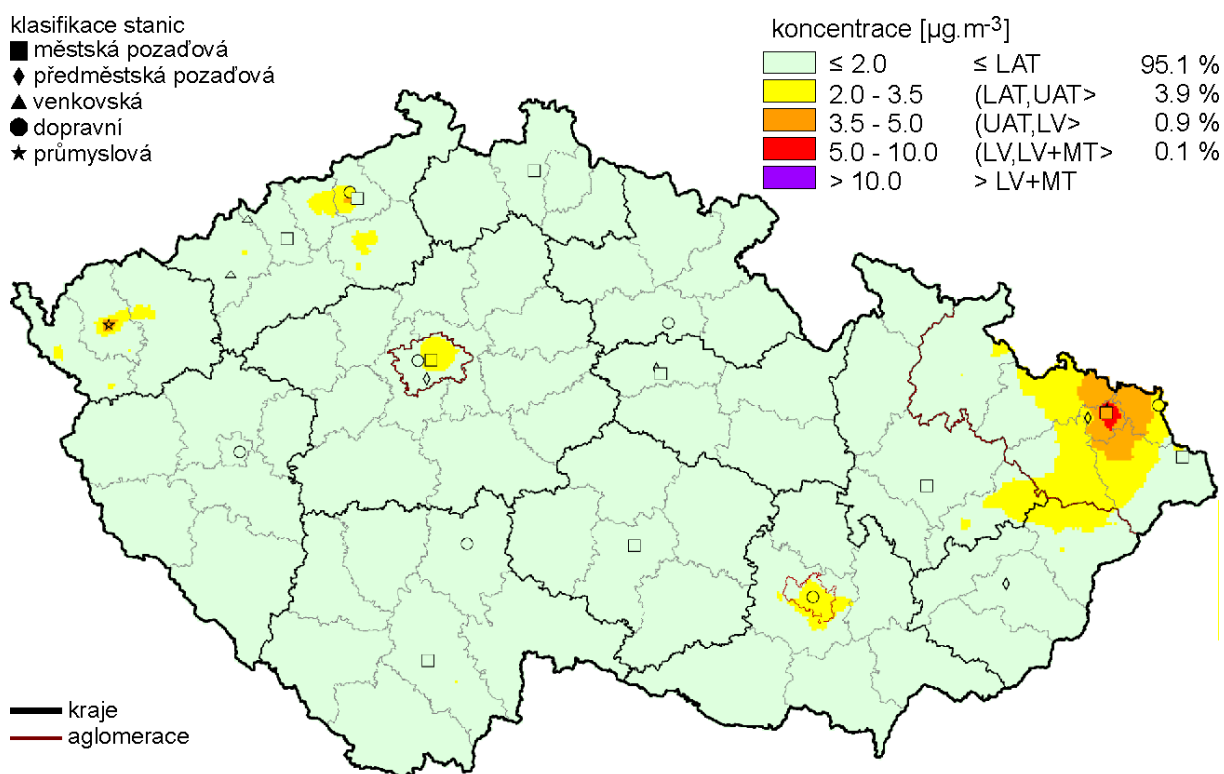 klasifikace stanic
městská pozaďová
předměstská pozaďová
venkovská
dopravní
průmyslová
koncentrace [µg.m-3]
≤ 2.0 ≤ LAT 95.1 %
2.0 - 3.5 (LAT,UAT> 3.9 %
3.5 - 5.0 (UAT,LV> 0.9 %
5.0 - 10.0 (LV,LV+MT> 0.1 %
> 10.0 > LV+MT
kraje
aglomerace